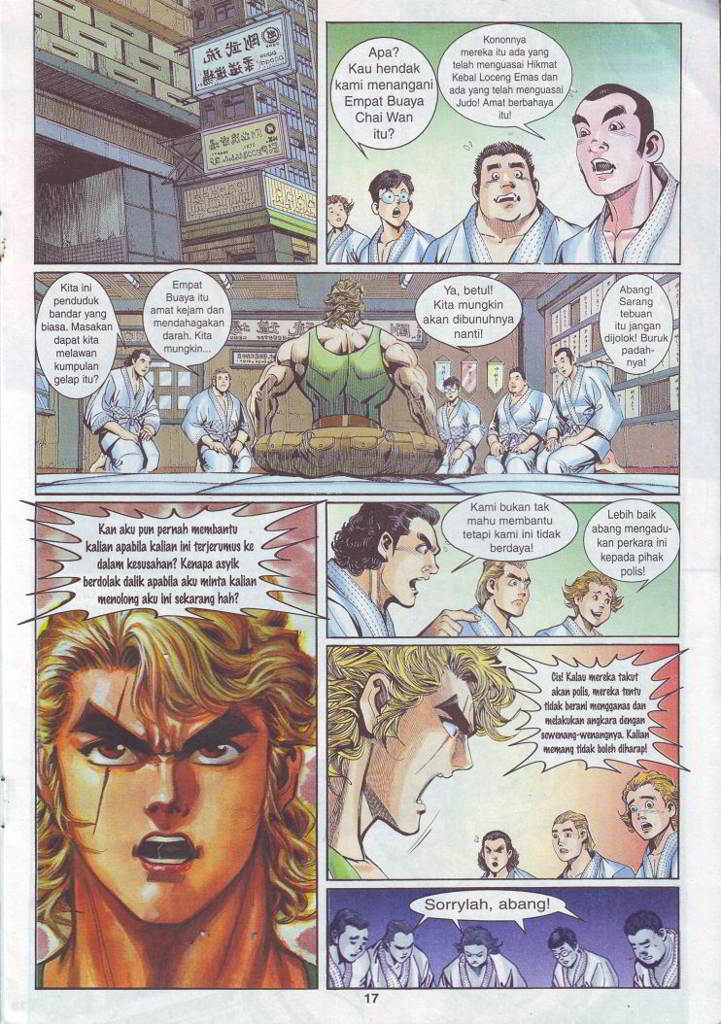 Apa?
Kau hendak
kami menangani
Empat Buaya
Chai Wan
itu?
Kononnya
mereka itu ada yang
telah menguasai Hikmat
Kebal Loceng Emas dan
ada yang telah menguasai
Judo! Amat berbahaya
itu!
Kita ini
penduduk
bandar yang
biasa. Masakan
dapat kita
melawan
kumpulan
gelap itu?
Empat
Buaya itu
amat kejam dan
mendahagakan
darah. Kita
mungkin...
Ya, betul!
Kita mungkin
akan dibunuhnya
nanti!
Abang!
Sarang
tebuan
itu jangan
dijolok! Buruk
padah-
nya!
Kan aku pun pernah membantu
kalian apabila kalian ini terjerumus ke
dalam kesusahan? Kenapa asyik
berdolak dalik apabila aku minta kalian
menolong aku ini sekarang hah?
Kami bukan tak
mahu membantu
tetapi kami ini tidak
berdaya!
Lebih baik
abang mengadu-
kan perkara ini
kepada pihak
polis!
Cis! Kalau mereka takut
akan polis, mereka tentu
tidak berani mengganas dan
melakukan angkara dengan
sewenang-wenangnya. Kalian
memang tidak boleh diharap!
Sorrylah, abang!
17